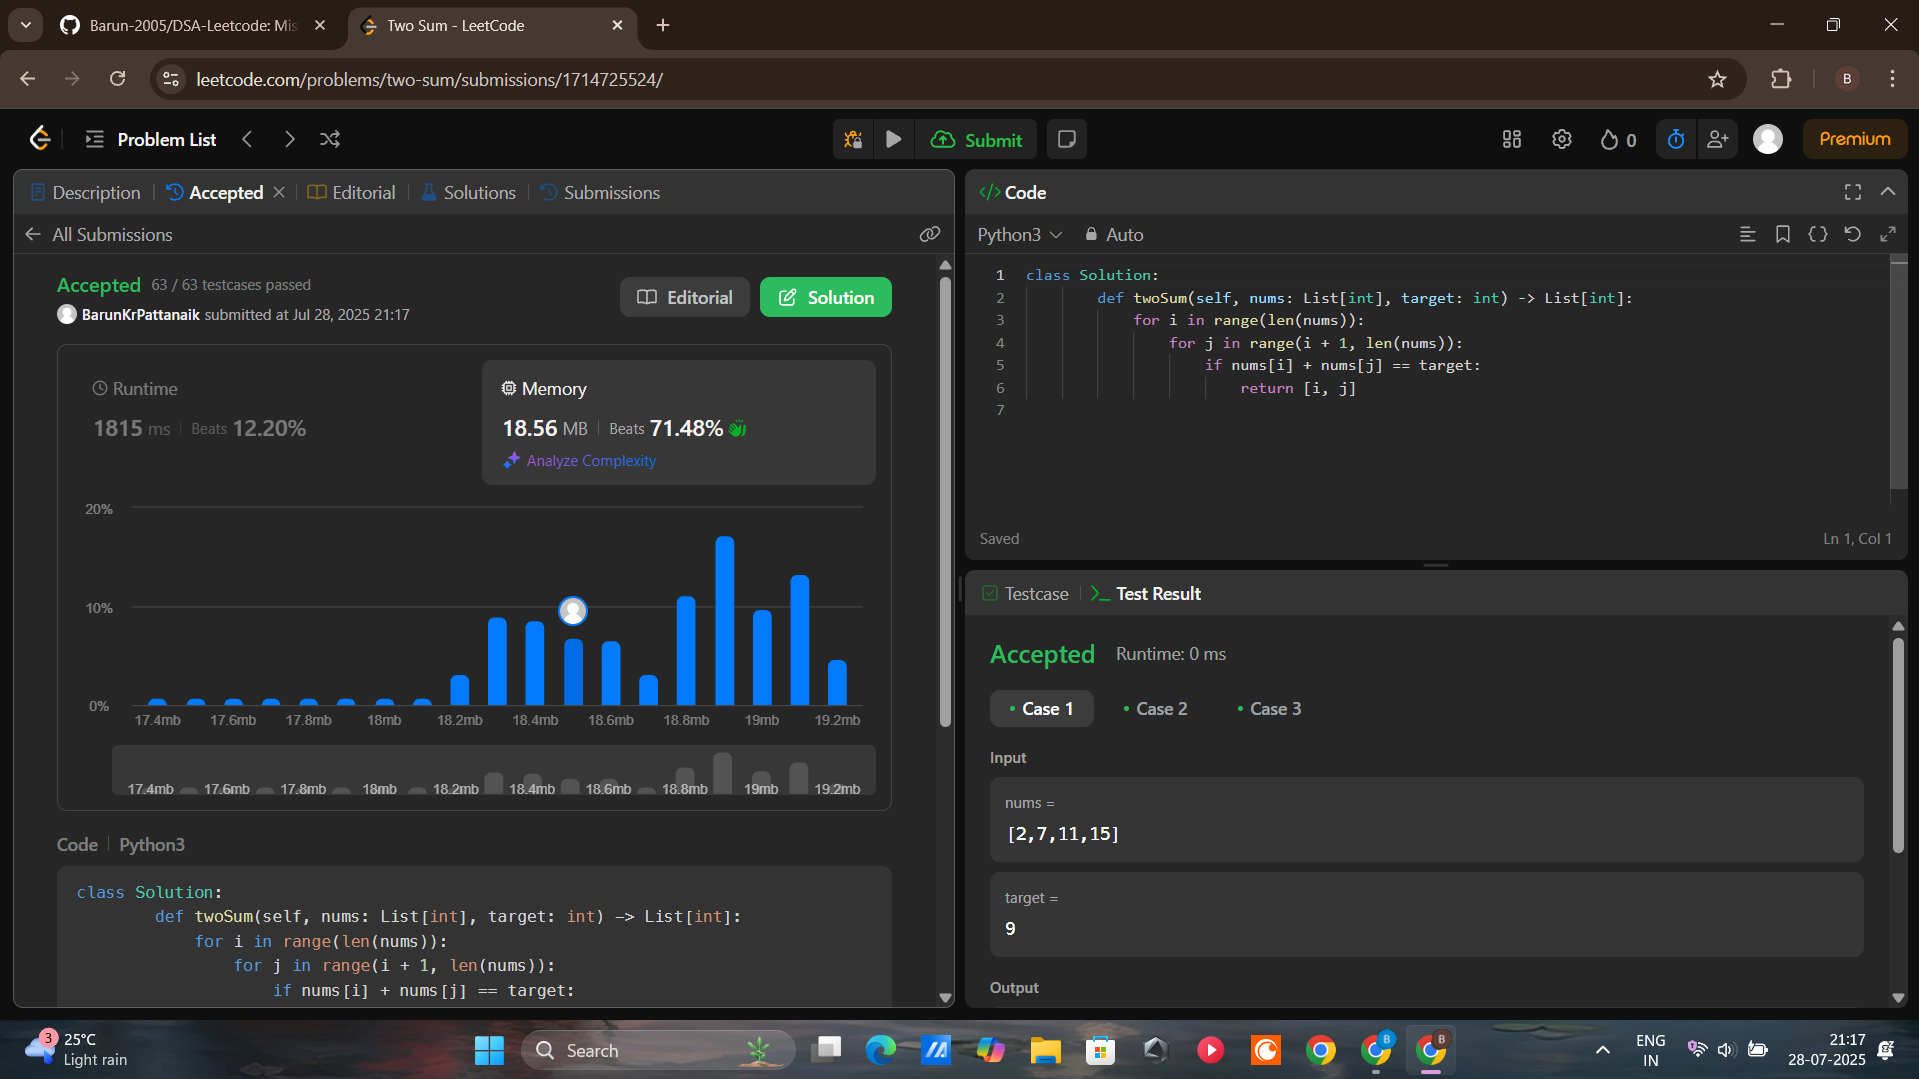 Barun-2005/DSA-Leetcode: Mis
Two Sum - LeetCode
leetcode.com/problems/two-sum/submissions/1714725524/
B
Problem List
Submit
0
Premium
Description
Accepted
Editorial
Solutions
Submissions
All Submissions
Accepted 63 / 63 testcases passed
BarunKrPattanaik submitted at Jul 28, 2025 21:17
Editorial
Solution
Runtime
1815 ms
Beats 12.20%
Memory
18.56 MB
Beats 71.48%
Analyze Complexity
20%
10%
0%
17.4mb 17.6mb 17.8mb 18mb 18.2mb 18.4mb 18.6mb 18.8mb 19mb 19.2mb
17.4mb 17.6mb 17.8mb 18mb 18.2mb 18.4mb 18.6mb 18.8mb 19mb 19.2mb
Code
Python3
class Solution:
def twoSum(self, nums: List[int], target: int) -> List[int]:
for i in range(len(nums)):
for j in range(i + 1, len(nums)):
if nums[i] + nums[j] == target:
</> Code
Python3
Auto
1 class Solution:
2 def twoSum(self, nums: List[int], target: int) -> List[int]:
3 for i in range(len(nums)):
4 for j in range(i + 1, len(nums)):
5 if nums[i] + nums[j] == target:
6 return [i, j]
7
Saved
Ln 1, Col 1
Testcase
Test Result
Accepted Runtime: 0 ms
Case 1
Case 2
Case 3
Input
nums =
[2,7,11,15]
target =
9
Output
3
25°C
Light rain
Search
B
B
ENG
IN
21:17
28-07-2025